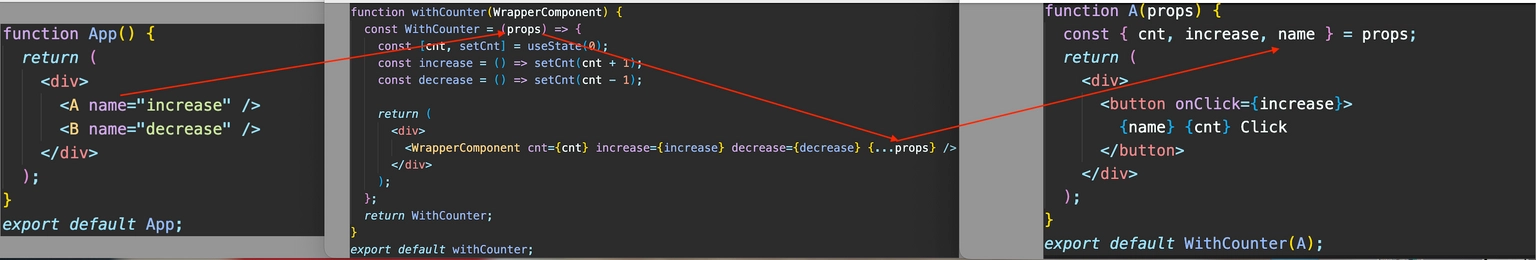 function App() {
return (
<div>
<A name="increase" />
<B name="decrease" />
</div>
);
}
export default App;
function withCounter(WrapperComponent) {
const WithCounter = (props) => {
const [cnt, setCnt] = useState(0);
const increase = () => setCnt(cnt + 1);
const decrease = () => setCnt(cnt - 1);
return (
<div>
<WrapperComponent cnt={cnt} increase={increase} decrease={decrease} {...props} />
</div>
);
};
return WithCounter;
}
export default withCounter;
function A(props) {
const { cnt, increase, name } = props;
return (
<div>
<button onClick={increase}>
{name} {cnt} Click
</button>
</div>
);
}
export default WithCounter(A);